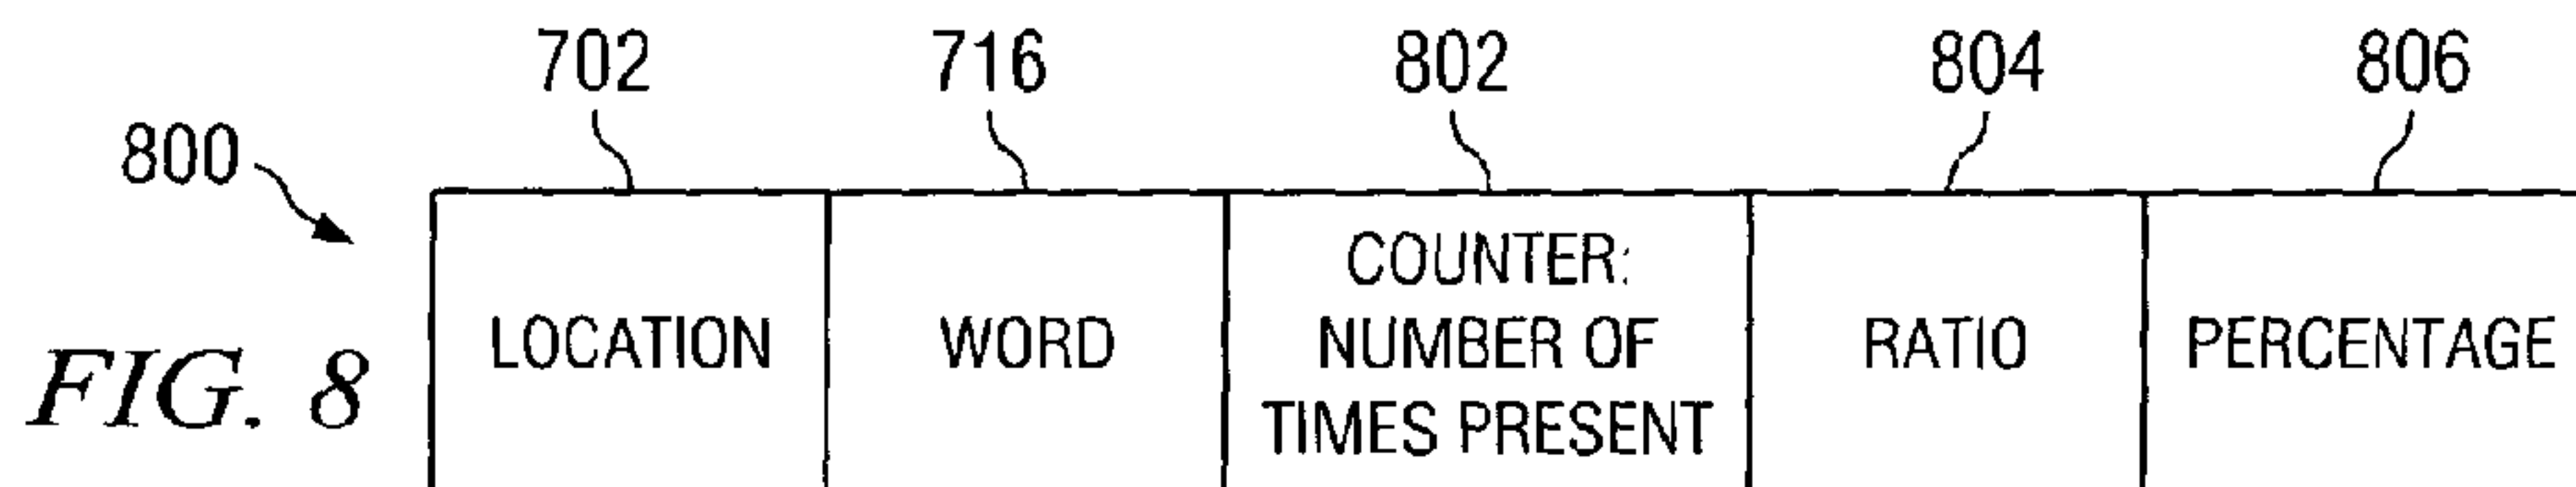 702 716 802 804 806
800
COUNTER:
LOCATION WORD NUMBER OF RATIO PERCENTAGE
TIMES PRESENT
FIG. 8